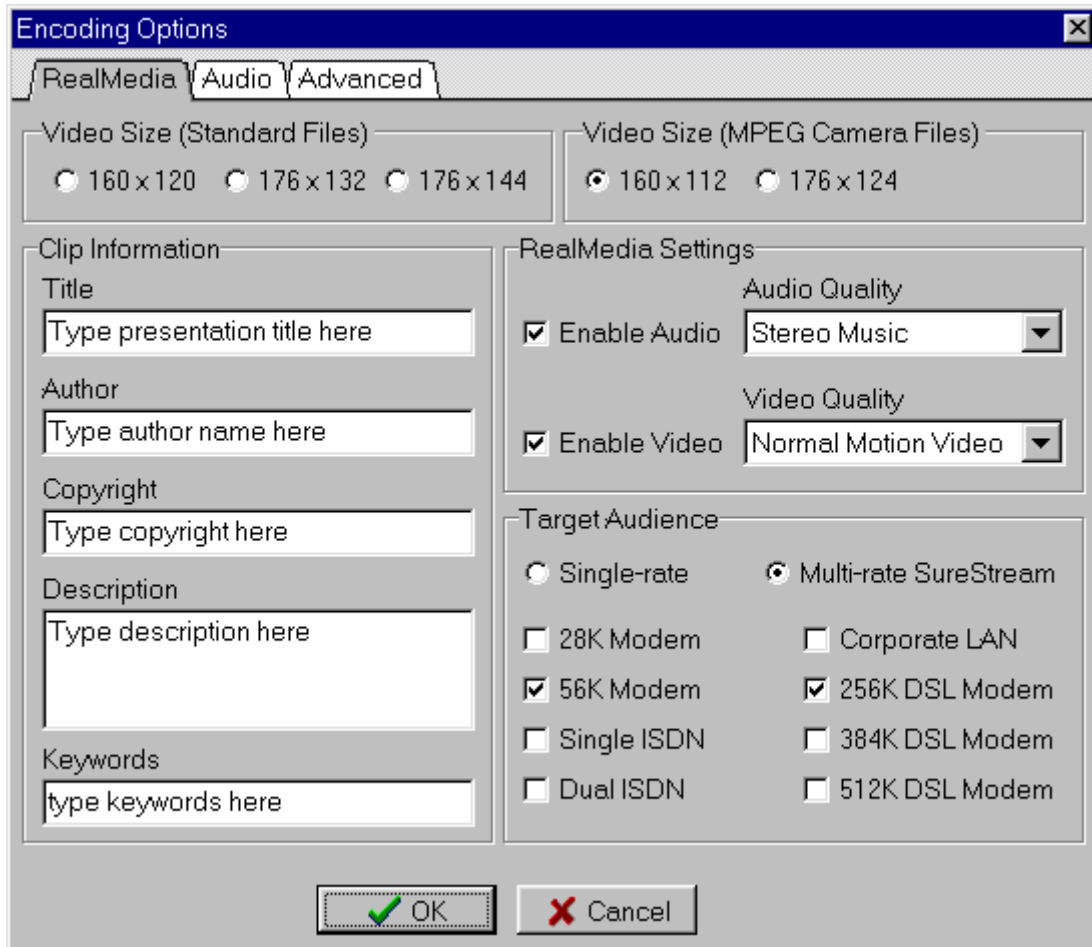 Encoding Options
RealMedia Audio Advanced
Video Size (Standard Files)
160 x 120 176 x 132 176 x 144
Video Size (MPEG Camera Files)
160 x 112 176 x 124
Clip Information
Title
Type presentation title here
Author
Type author name here
Copyright
Type copyright here
Description
Type description here
Keywords
type keywords here
RealMedia Settings
Audio Quality
Enable Audio Stereo Music
Video Quality
Enable Video Normal Motion Video
Target Audience
Single-rate Multi-rate SureStream
28K Modem Corporate LAN
56K Modem 256K DSL Modem
Single ISDN 384K DSL Modem
Dual ISDN 512K DSL Modem
OK Cancel